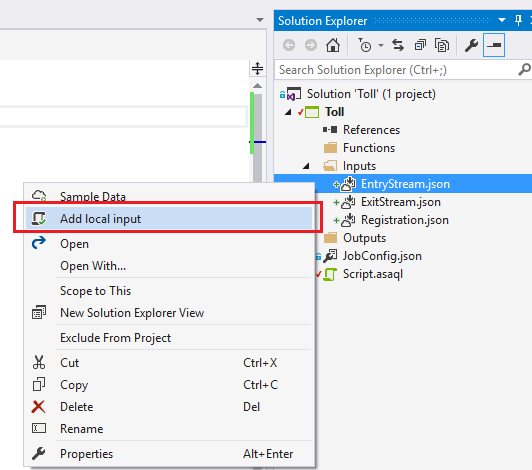 Solution Explorer
Search Solution Explorer (Ctrl+;)
Solution 'Toll' (1 project)
Toll
References
Functions
Inputs
EntryStream.json
ExitStream.json
Registration.json
Outputs
JobConfig.json
Script.asaql
Sample Data
Add local input
Open
Open With...
Scope to This
New Solution Explorer View
Exclude From Project
Cut Ctrl+X
Copy Ctrl+C
Delete Del
Rename
Properties Alt+Enter